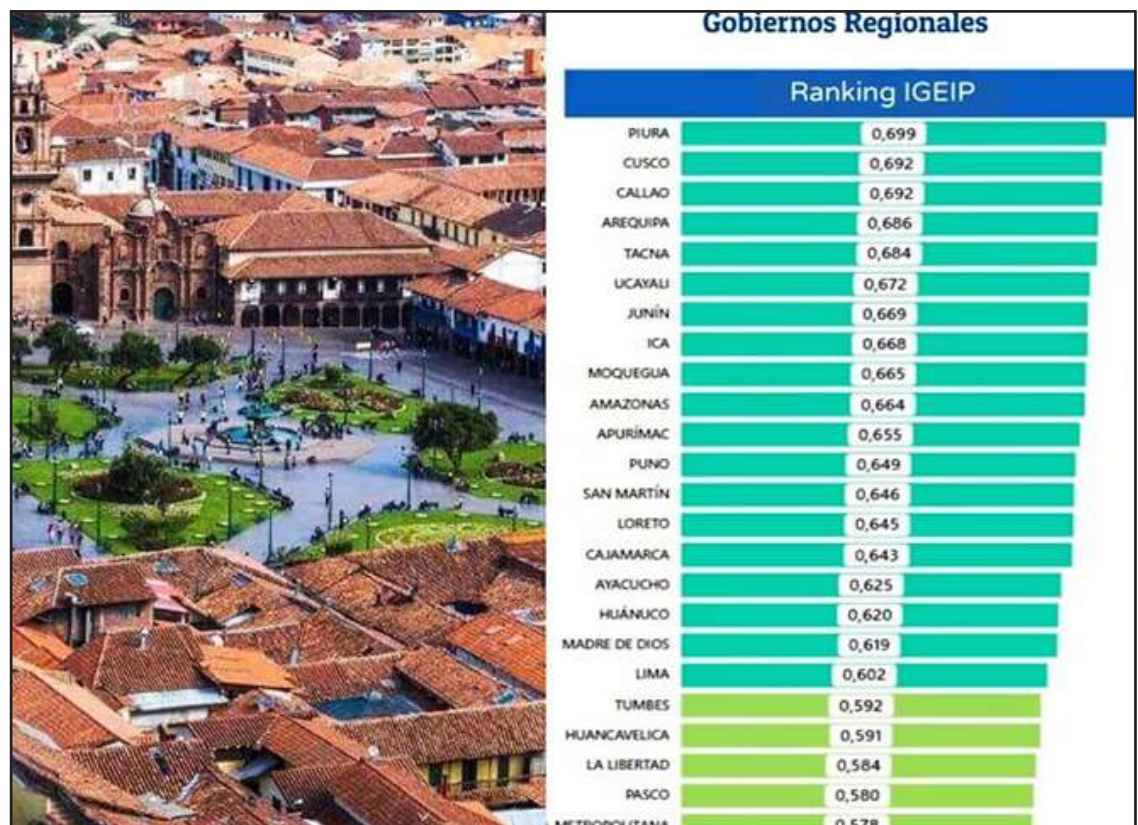 Gobiernos Regionales
Ranking IGEIP
PIURA 0,699
CUSCO 0,692
CALLAO 0,692
AREQUIPA 0,686
TACNA 0,684
UCAYALI 0,672
JUNÍN 0,669
ICA 0,668
MOQUEGUA 0,665
AMAZONAS 0,664
APURÍMAC 0,655
PUNO 0,649
SAN MARTÍN 0,646
LORETO 0,645
CAJAMARCA 0,643
AYACUCHO 0,625
HUÁNUCO 0,620
MADRE DE DIOS 0,619
LIMA 0,602
TUMBES 0,592
HUANCAVELICA 0,591
LA LIBERTAD 0,584
PASCO 0,580
METROPOLITANA 0,578